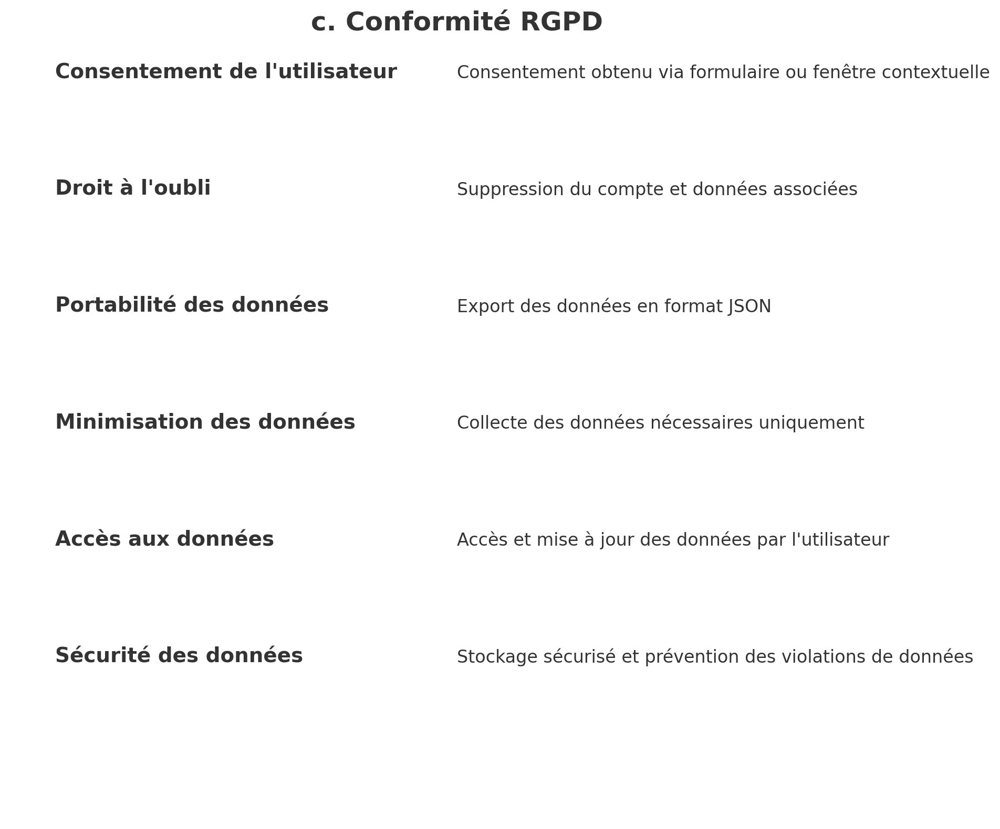 c. Conformité RGPD
Consentement de l'utilisateur
Consentement obtenu via formulaire ou fenêtre contextuelle
Droit à l'oubli
Suppression du compte et données associées
Portabilité des données
Export des données en format JSON
Minimisation des données
Collecte des données nécessaires uniquement
Accès aux données
Accès et mise à jour des données par l'utilisateur
Sécurité des données
Stockage sécurisé et prévention des violations de données